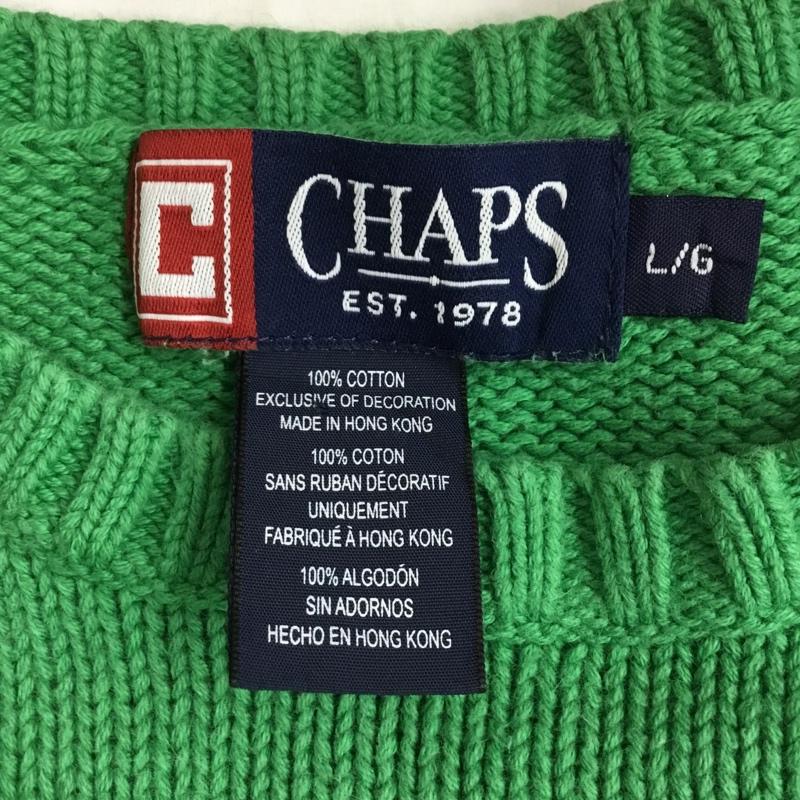 C
CHAPS
EST. 1978
L/G
100% COTTON
EXCLUSIVE OF DECORATION
MADE IN HONG KONG
100% COTON
SANS RUBAN DÉCORATIF
UNIQUEMENT
FABRIQUÉ À HONG KONG
100% ALGODÓN
SIN ADORNOS
HECHO EN HONG KONG